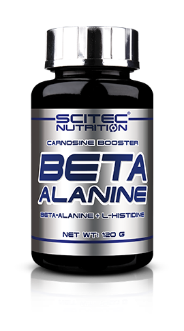 SCITEC
NUTRITION
CARNOSINE BOOSTER
BETA
ALANINE
BETA-ALANINE + L-HISTIDINE
NET WT: 120 G